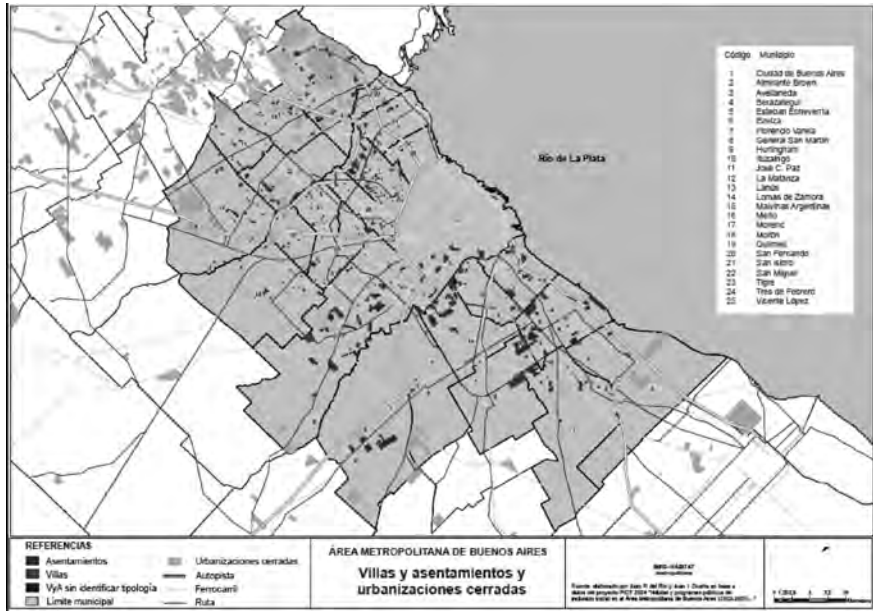 Código Municipio
1 Ciudad de Buenos Aires
2 Almirante Brown
3 Avellaneda
4 Berazategui
5 Esteban Echeverría
6 Ezeiza
7 Florencio Varela
8 General San Martín
9 Hurlingham
10 Ituzaingó
11 José C. Paz
12 La Matanza
13 Lanús
14 Lomas de Zamora
15 Malvinas Argentinas
16 Merlo
17 Moreno
18 Morón
19 Quilmes
20 San Fernando
21 San Isidro
22 San Miguel
23 Tigre
24 Tres de Febrero
25 Vicente López
Río de La Plata
REFERENCIAS
Asentamientos
Villas
VyA sin identificar tipología
Límite municipal
Urbanizaciones cerradas
Autopista
Ferrocarril
Ruta
ÁREA METROPOLITANA DE BUENOS AIRES
Villas y asentamientos y
urbanizaciones cerradas